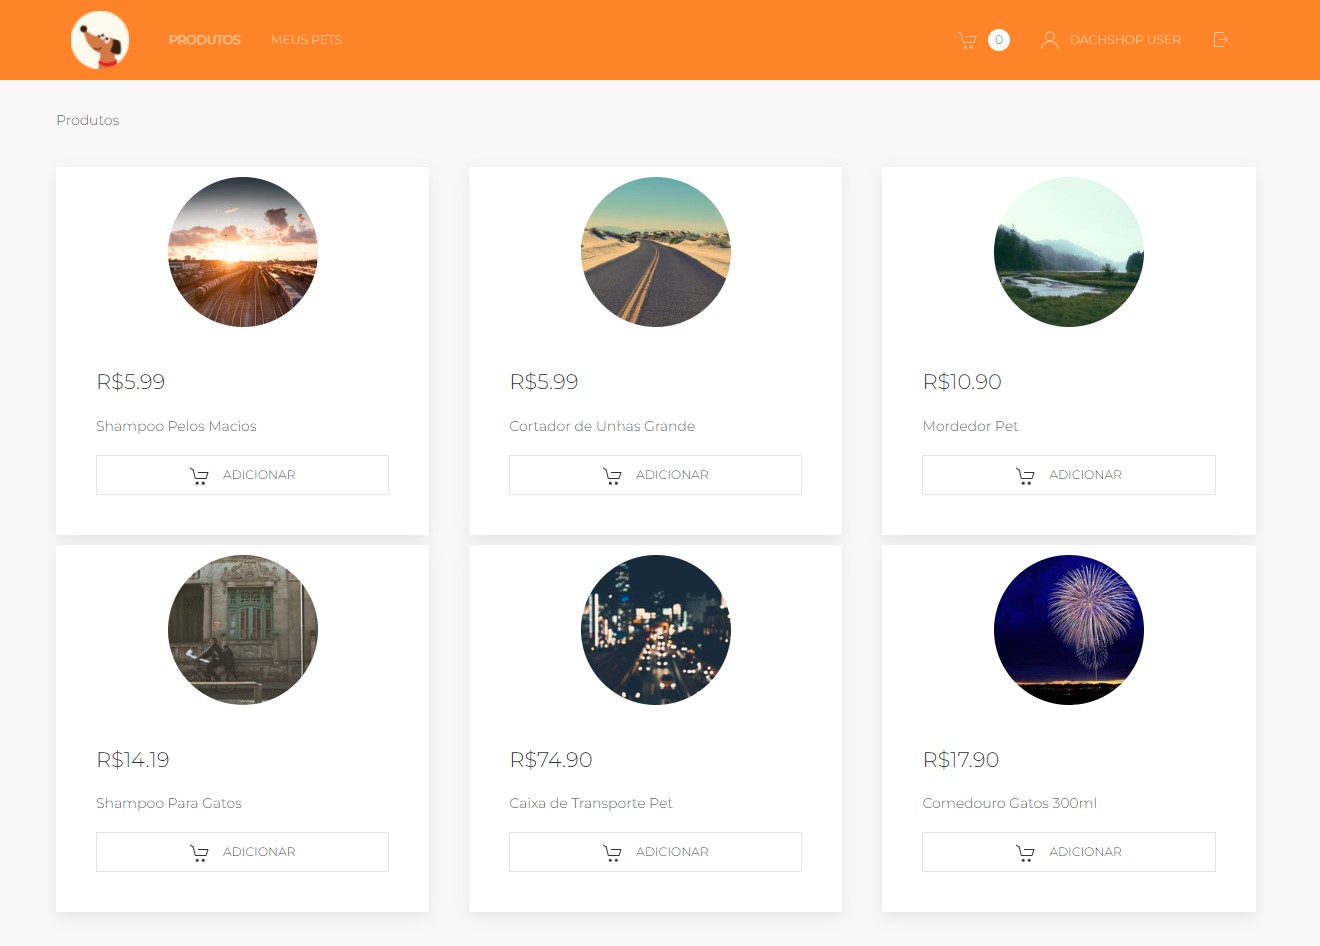 PRODUTOS MEUS PETS 0 DACHSHOP USER
Produtos
R$5.99 R$5.99 R$10.90
Shampoo Pelos Macios Cortador de Unhas Grande Mordedor Pet
ADICIONAR ADICIONAR ADICIONAR
R$14.19 R$74.90 R$17.90
Shampoo Para Gatos Caixa de Transporte Pet Comedouro Gatos 300ml
ADICIONAR ADICIONAR ADICIONAR